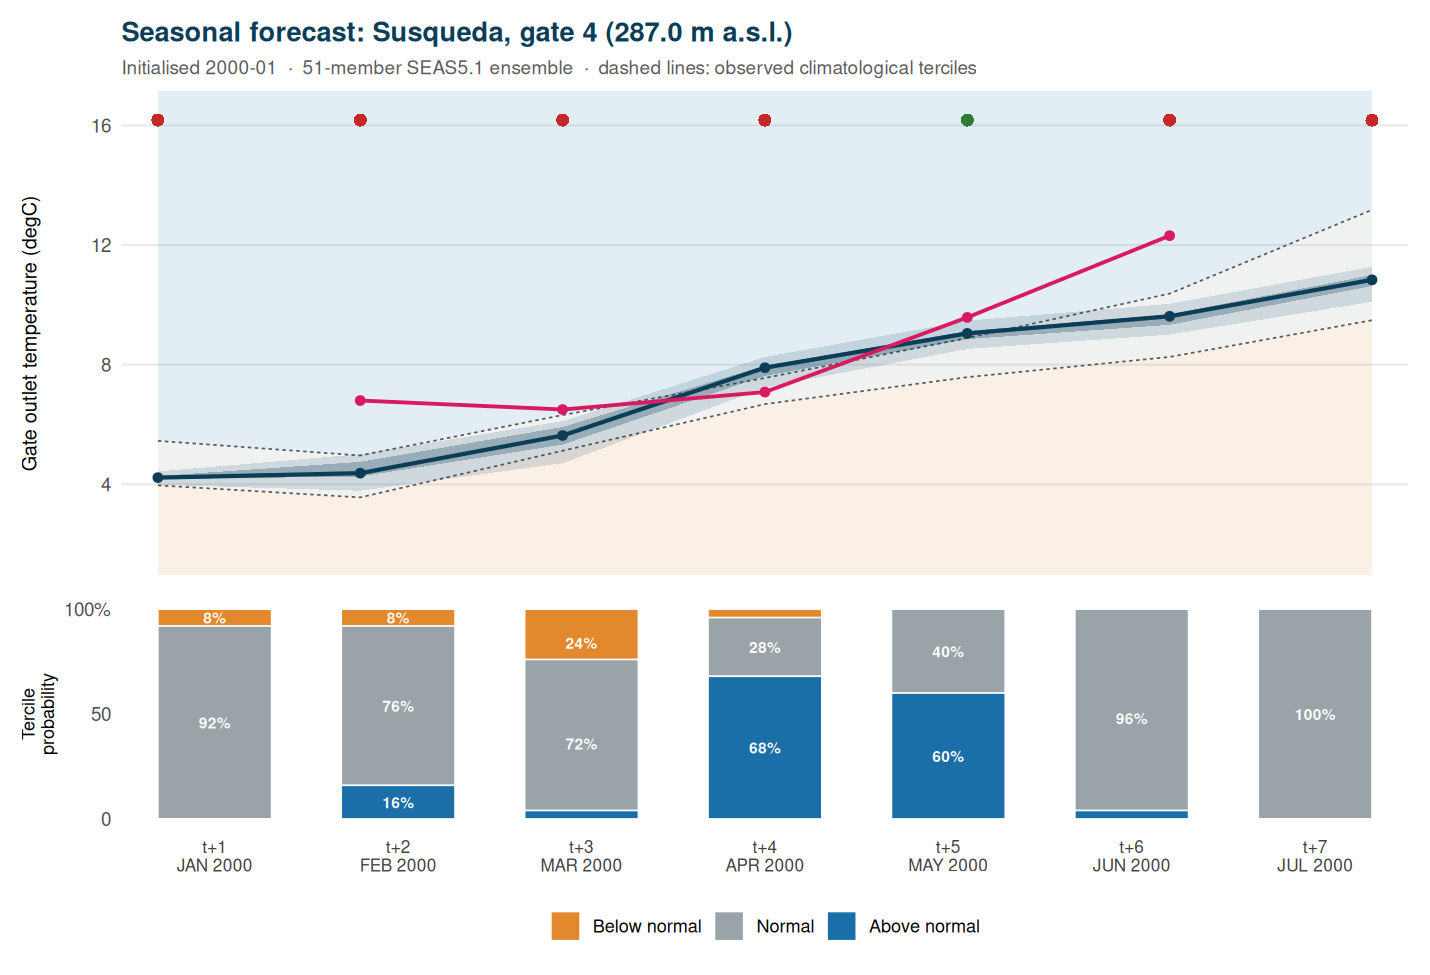 Seasonal forecast: Susqueda, gate 4 (287.0 m a.s.l.)
Initialised 2000-01 · 51-member SEAS5.1 ensemble · dashed lines: observed climatological terciles
Gate outlet temperature (degC)
16
12
8
4
Tercile
probability
100%
50
0
8%
92%
8%
76%
16%
24%
72%
28%
68%
40%
60%
96%
100%
t+1
JAN 2000
t+2
FEB 2000
t+3
MAR 2000
t+4
APR 2000
t+5
MAY 2000
t+6
JUN 2000
t+7
JUL 2000
Below normal
Normal
Above normal